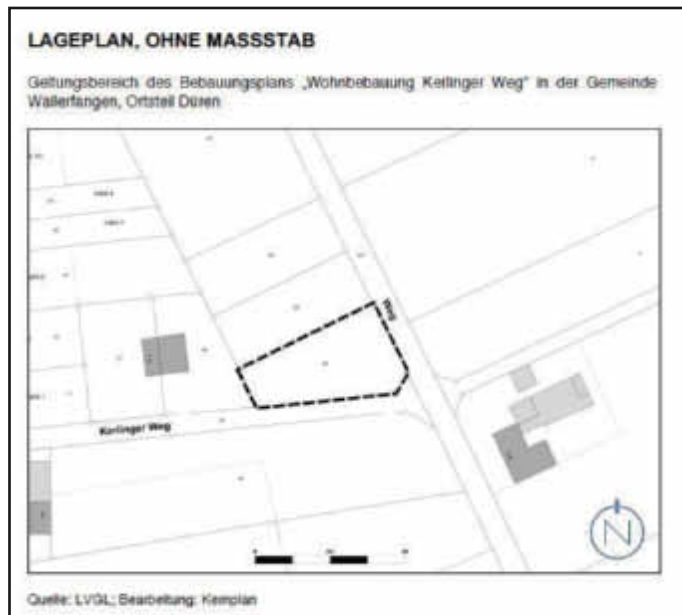 LAGEPLAN, OHNE MASSSTAB
Geltungsbereich des Bebauungsplans „Wohnbebauung Kerlinger Weg" in der Gemeinde
Wallerfangen, Ortsteil Düren
Weg
Kerlinger Weg
N
Quelle: LVGL; Bearbeitung: Kernplan